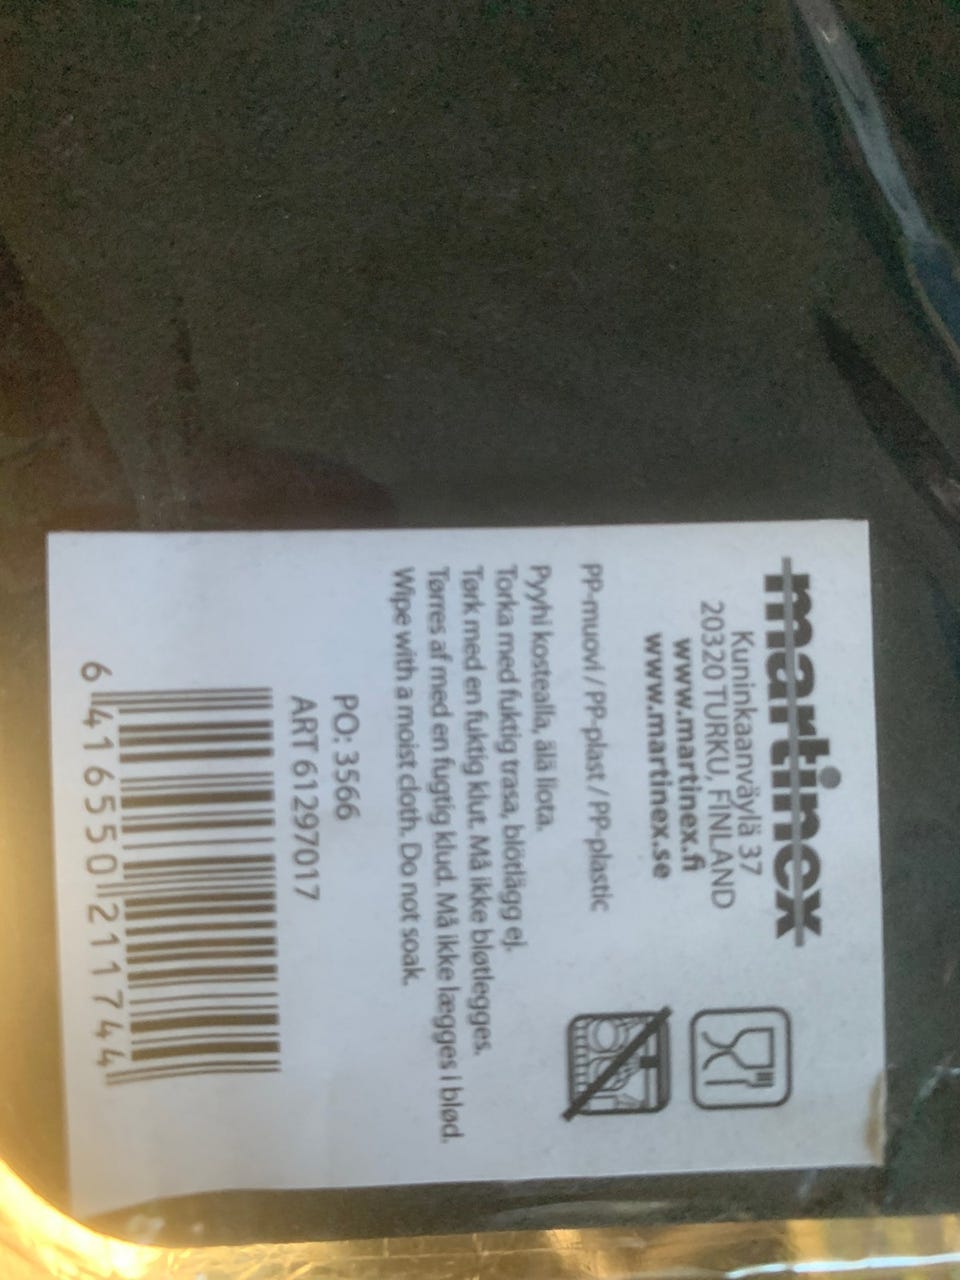 martinex
Kuninkaanväylä 37
20320 TURKU, FINLAND
www.martinex.fi
www.martinex.se
PP-muovi / PP-plast / PP-plastic
Pyyhi kostealla, älä liota.
Torka med fuktig trasa, blötlägg ej.
Tørk med en fuktig klut. Må ikke bløtlegges.
Tørres af med en fugtig klud. Må ikke lægges i blød.
Wipe with a moist cloth. Do not soak.
PO: 3566
ART 61297017
6 416550 211744